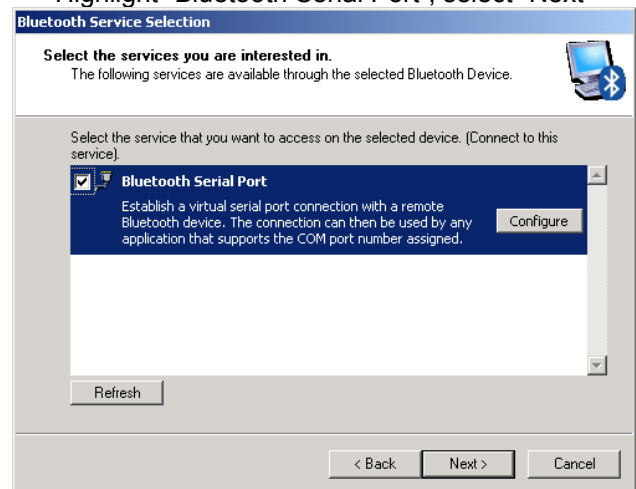 Highlight "Bluetooth Serial Port", select "Next"
Bluetooth Service Selection
Select the services you are interested in.
The following services are available through the selected Bluetooth Device.
Select the service that you want to access on the selected device. (Connect to this
service).
Bluetooth Serial Port
Establish a virtual serial port connection with a remote
Bluetooth device. The connection can then be used by any
application that supports the COM port number assigned.
Configure
Refresh
< Back
Next >
Cancel